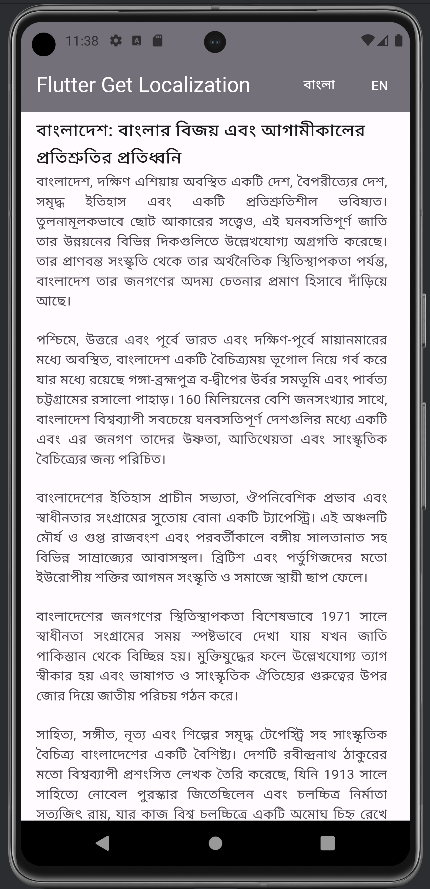 11:38
Flutter Get Localization
বাংলা
EN
বাংলাদেশ: বাংলার বিজয় এবং আগামীকালের
প্রতিশ্রুতির প্রতিধ্বনি
বাংলাদেশ, দক্ষিণ এশিয়ায় অবস্থিত একটি দেশ, বৈপরীত্যের দেশ,
সমৃদ্ধ ইতিহাস এবং একটি প্রতিশ্রুতিশীল ভবিষ্যত।
তুলনামূলকভাবে ছোট আকারের সত্ত্বেও, এই ঘনবসতিপূর্ণ জাতি
তার উন্নয়নের বিভিন্ন দিকগুলিতে উল্লেখযোগ্য অগ্রগতি করেছে।
তার প্রাণবন্ত সংস্কৃতি থেকে তার অর্থনৈতিক স্থিতিস্থাপকতা পর্যন্ত,
বাংলাদেশ তার জনগণের অদম্য চেতনার প্রমাণ হিসাবে দাঁড়িয়ে
আছে।
পশ্চিমে, উত্তরে এবং পূর্বে ভারত এবং দক্ষিণ-পূর্বে মায়ানমারের
মধ্যে অবস্থিত, বাংলাদেশ একটি বৈচিত্র্যময় ভূগোল নিয়ে গর্ব করে
যার মধ্যে রয়েছে গঙ্গা-ব্রহ্মপুত্র ব-দ্বীপের উর্বর সমভূমি এবং পার্বত্য
চট্টগ্রামের রসালো পাহাড়। 160 মিলিয়নের বেশি জনসংখ্যার সাথে,
বাংলাদেশ বিশ্বব্যাপী সবচেয়ে ঘনবসতিপূর্ণ দেশগুলির মধ্যে একটি
এবং এর জনগণ তাদের উষ্ণতা, আতিথেয়তা এবং সাংস্কৃতিক
বৈচিত্র্যের জন্য পরিচিত।
বাংলাদেশের ইতিহাস প্রাচীন সভ্যতা, ঔপনিবেশিক প্রভাব এবং
স্বাধীনতার সংগ্রামের সুতোয় বোনা একটি ট্যাপেস্ট্রি। এই অঞ্চলটি
মৌর্য ও গুপ্ত রাজবংশ এবং পরবর্তীকালে বঙ্গীয় সালতানাত সহ
বিভিন্ন সাম্রাজ্যের আবাসস্থল। ব্রিটিশ এবং পর্তুগিজদের মতো
ইউরোপীয় শক্তির আগমন সংস্কৃতি ও সমাজে স্থায়ী ছাপ ফেলে।
বাংলাদেশের জনগণের স্থিতিস্থাপকতা বিশেষভাবে 1971 সালে
স্বাধীনতা সংগ্রামের সময় স্পষ্টভাবে দেখা যায় যখন জাতি
পাকিস্তান থেকে বিচ্ছিন্ন হয়। মুক্তিযুদ্ধের ফলে উল্লেখযোগ্য ত্যাগ
স্বীকার হয় এবং ভাষাগত ও সাংস্কৃতিক ঐতিহ্যের গুরুত্বের উপর
জোর দিয়ে জাতীয় পরিচয় গঠন করে।
সাহিত্য, সঙ্গীত, নৃত্য এবং শিল্পের সমৃদ্ধ টেপেস্ট্রি সহ সাংস্কৃতিক
বৈচিত্য বাংলাদেশের একটি বৈশিষ্ট্য। দেশটি রবীন্দ্রনাথ ঠাকুরের
মতো বিশ্বব্যাপী প্রশংসিত লেখক তৈরি করেছে, যিনি 1913 সালে
সাহিত্যে নোবেল পুরস্কার জিতেছিলেন এবং চলচ্চিত্র নির্মাতা
সত্যজিৎ রায়, যার কাজ বিশ্ব চলচ্চিত্রে একটি অমোঘ চিহ্ন রেখে